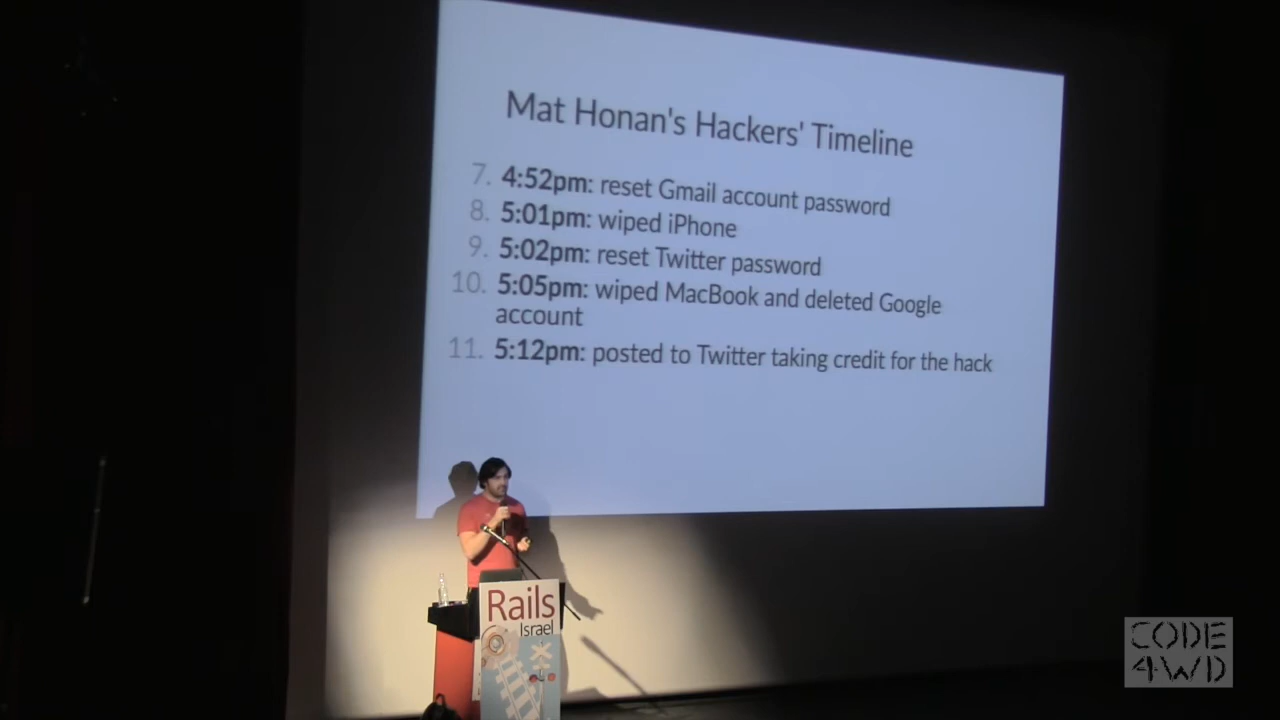 Mat Honan's Hackers' Timeline
7. 4:52pm: reset Gmail account password
8. 5:01pm: wiped iPhone
9. 5:02pm: reset Twitter password
10. 5:05pm: wiped MacBook and deleted Google
account
11. 5:12pm: posted to Twitter taking credit for the hack
Rails
Israel
CODE
4WD